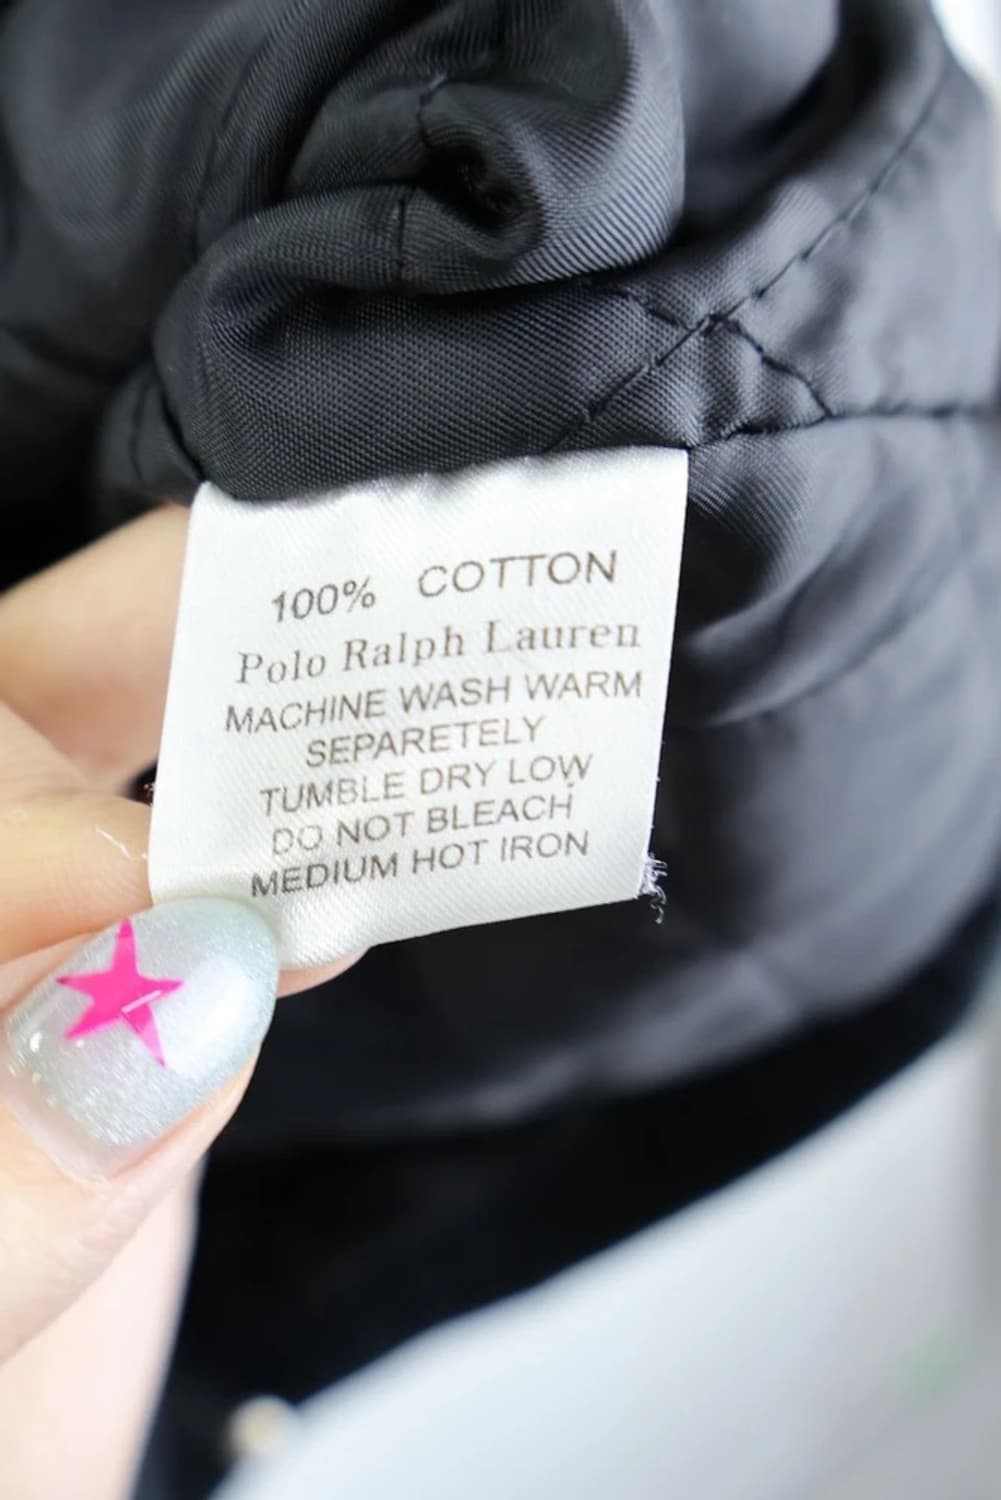 100% COTTON
Polo Ralph Lauren
MACHINE WASH WARM
SEPARETELY
TUMBLE DRY LOW
DO NOT BLEACH
MEDIUM HOT IRON